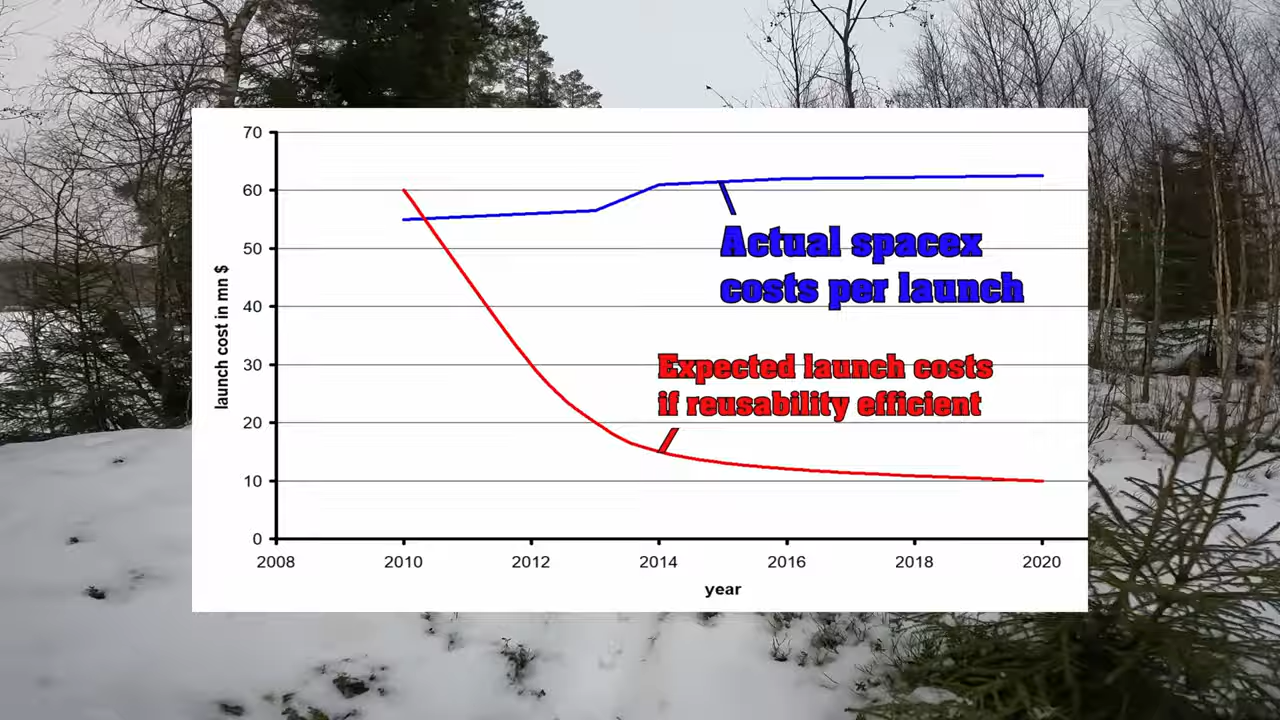 70
60
50
40
30
20
10
0
launch cost in mn $
Actual spacex
costs per launch
Expected launch costs
if reusability efficient
2008 2010 2012 2014 2016 2018 2020
year